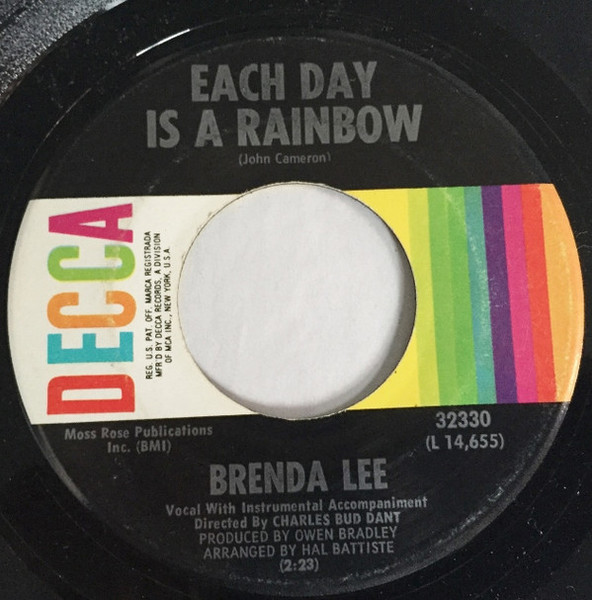 EACH DAY
IS A RAINBOW
(John Cameron)
DECCA
REG. U.S. PAT. OFF. MARCA REGISTRADA
MFR'D BY DECCA RECORDS, A DIVISION
OF MCA INC., NEW YORK, U.S.A.
Moss Rose Publications
Inc. (BMI)
32330
(L 14,655)
BRENDA LEE
Vocal With Instrumental Accompaniment
Directed By CHARLES BUD DANT
PRODUCED BY OWEN BRADLEY
ARRANGED BY HAL BATTISTE
(2:23)